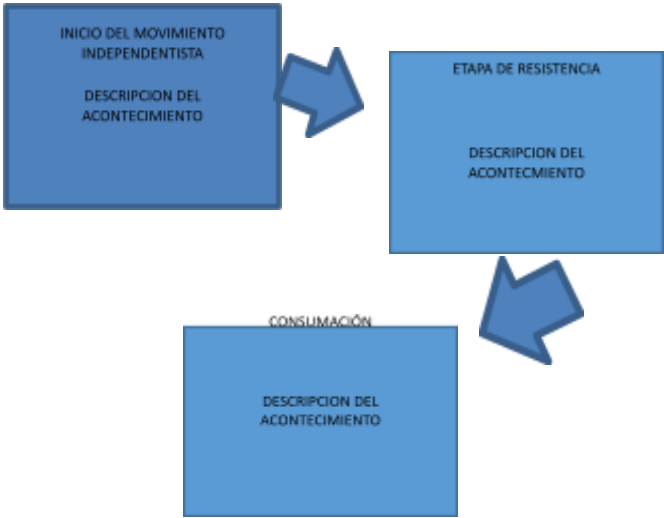 INICIO DEL MOVIMIENTO
INDEPENDENTISTA
DESCRIPCION DEL
ACONTECIMIENTO
ETAPA DE RESISTENCIA
DESCRIPCION DEL
ACONTECMIENTO
CONSUMACIÓN
DESCRIPCION DEL
ACONTECIMIENTO